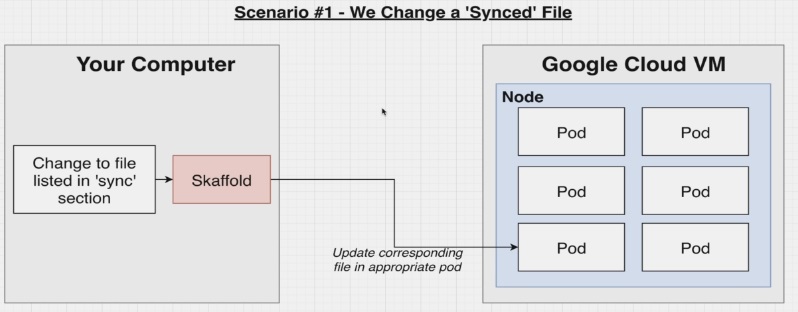 Scenario #1 - We Change a 'Synced' File
Your Computer
Change to file
listed in 'sync'
section
Skaffold
Update corresponding
file in appropriate pod
Google Cloud VM
Node
Pod
Pod
Pod
Pod
Pod
Pod